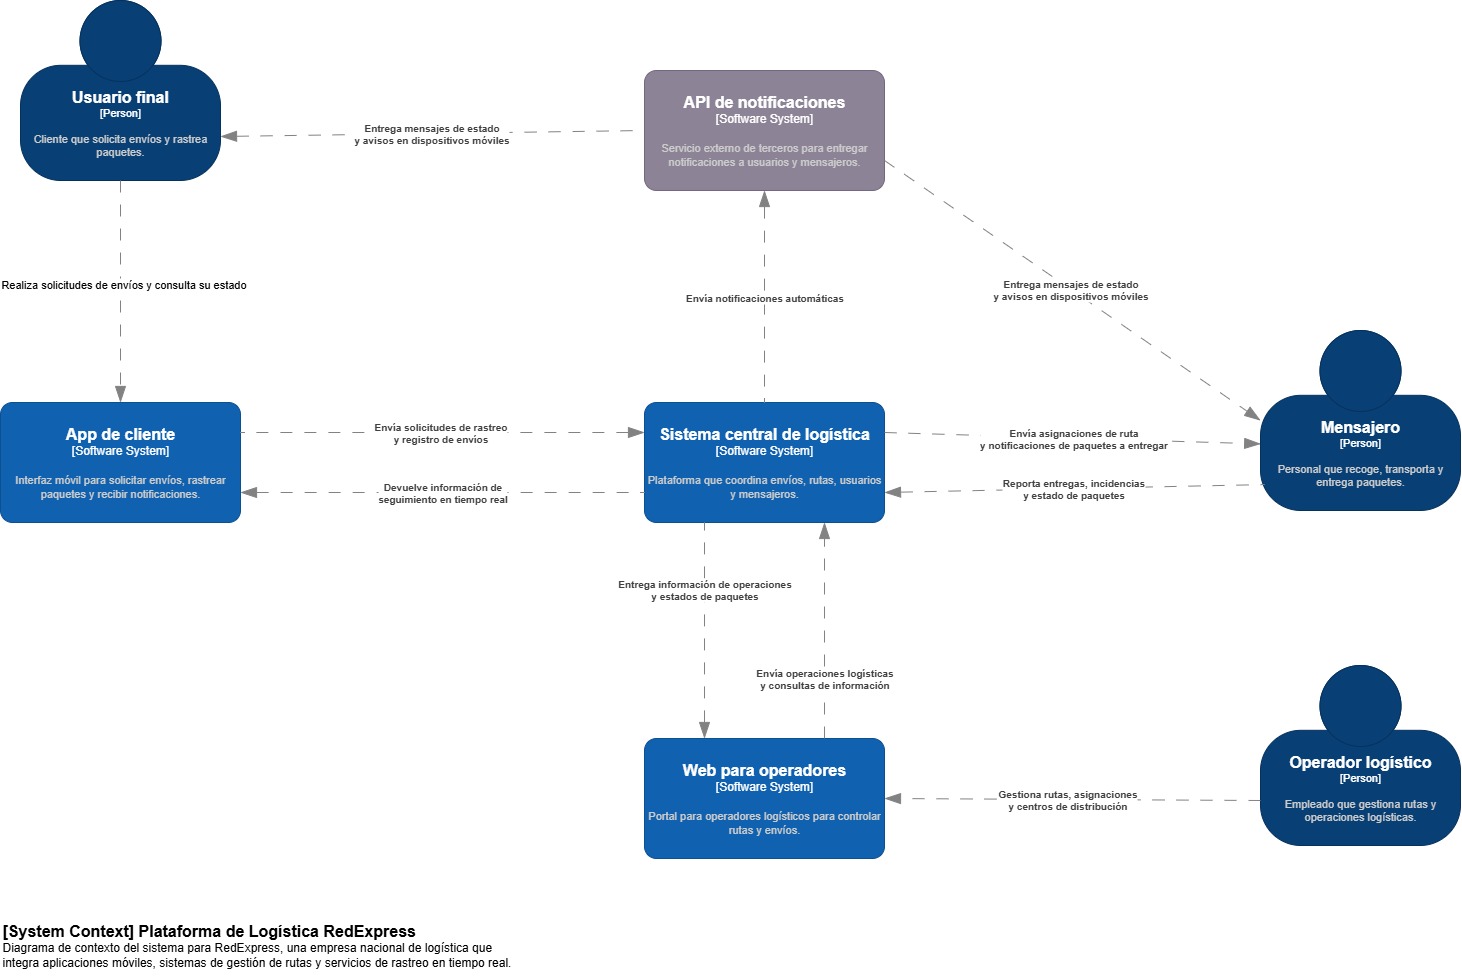 Usuario final
[Person]
Cliente que solicita envíos y rastrea
paquetes.
Entrega mensajes de estado
y avisos en dispositivos móviles
API de notificaciones
[Software System]
Servicio externo de terceros para entregar
notificaciones a usuarios y mensajeros.
Realiza solicitudes de envíos y consulta su estado
Envía notificaciones automáticas
Entrega mensajes de estado
y avisos en dispositivos móviles
App de cliente
[Software System]
Interfaz móvil para solicitar envíos, rastrear
paquetes y recibir notificaciones.
Envía solicitudes de rastreo
y registro de envíos
Devuelve información de
seguimiento en tiempo real
Sistema central de logística
[Software System]
Plataforma que coordina envíos, rutas, usuarios
y mensajeros.
Envía asignaciones de ruta
y notificaciones de paquetes a entregar
Reporta entregas, incidencias
y estado de paquetes
Mensajero
[Person]
Personal que recoge, transporta y
entrega paquetes.
Entrega información de operaciones
y estados de paquetes
Envía operaciones logísticas
y consultas de información
Web para operadores
[Software System]
Portal para operadores logísticos para controlar
rutas y envíos.
Gestiona rutas, asignaciones
y centros de distribución
Operador logístico
[Person]
Empleado que gestiona rutas y
operaciones logísticas.
[System Context] Plataforma de Logística RedExpress
Diagrama de contexto del sistema para RedExpress, una empresa nacional de logística que
integra aplicaciones móviles, sistemas de gestión de rutas y servicios de rastreo en tiempo real.